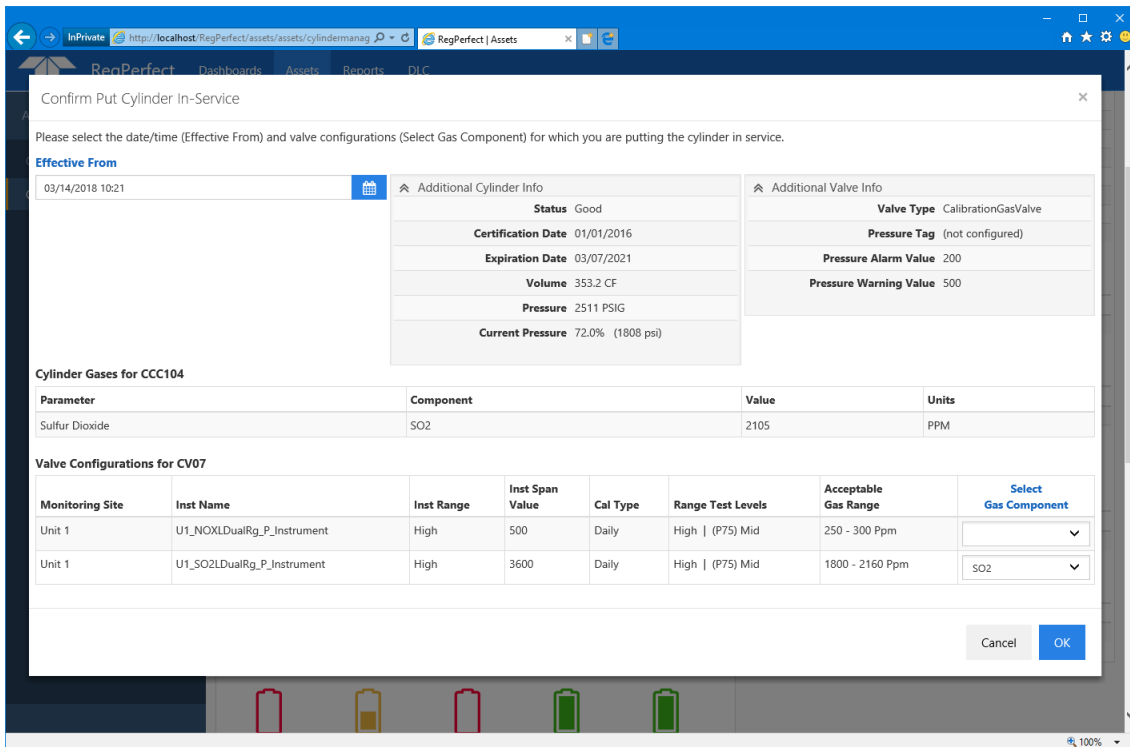 InPrivate http://localhost/RegPerfect/assets/assets/cylindermanag
RegPerfect | Assets
RegPerfect Dashboards Assets Reports DLC
Confirm Put Cylinder In-Service
Please select the date/time (Effective From) and valve configurations (Select Gas Component) for which you are putting the cylinder in service.
Effective From
03/14/2018 10:21
Additional Cylinder Info
Status Good
Certification Date 01/01/2016
Expiration Date 03/07/2021
Volume 353.2 CF
Pressure 2511 PSIG
Current Pressure 72.0% (1808 psi)
Additional Valve Info
Valve Type CalibrationGasValve
Pressure Tag (not configured)
Pressure Alarm Value 200
Pressure Warning Value 500
Cylinder Gases for CCC104
Parameter Component Value Units
Sulfur Dioxide SO2 2105 PPM
Valve Configurations for CV07
Monitoring Site Inst Name Inst Range Inst Span Value Cal Type Range Test Levels Acceptable Gas Range Select Gas Component
Unit 1 U1_NOXLDualRg_P_Instrument High 500 Daily High | (P75) Mid 250 - 300 Ppm
Unit 1 U1_SO2LDualRg_P_Instrument High 3600 Daily High | (P75) Mid 1800 - 2160 Ppm SO2
Cancel OK
100%